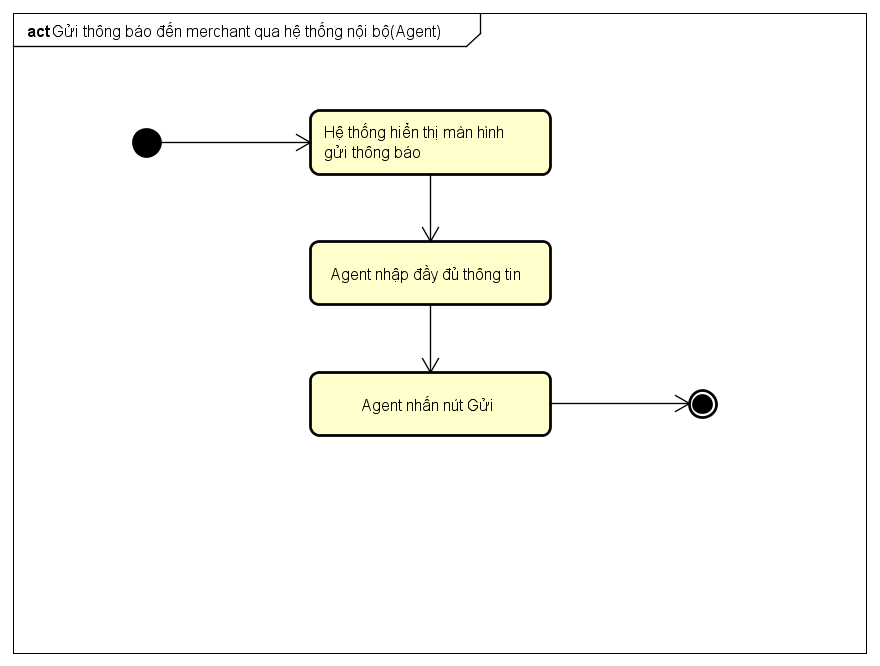 act Gửi thông báo đến merchant qua hệ thống nội bộ(Agent)
Hệ thống hiển thị màn hình
gửi thông báo
Agent nhập đầy đủ thông tin
Agent nhấn nút Gửi